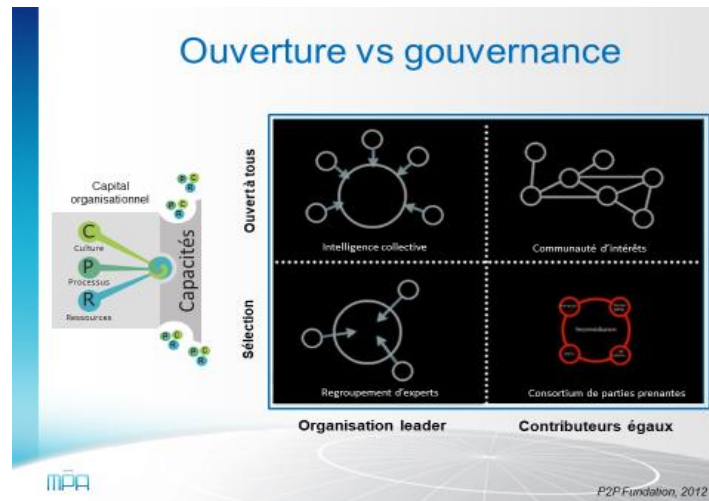 Ouverture vs gouvernance
Capital
organisationnel
C
Culture
P
Processus
R
Ressources
Capacités
P C
R
P C
R
P C
R
P C
R
Ouvert à tous
Sélection
Intelligence collective
Communauté d'intérêts
Regroupement d'experts
Consortium de parties prenantes
Organisation leader
Contributeurs égaux
P2P Fundation, 2012